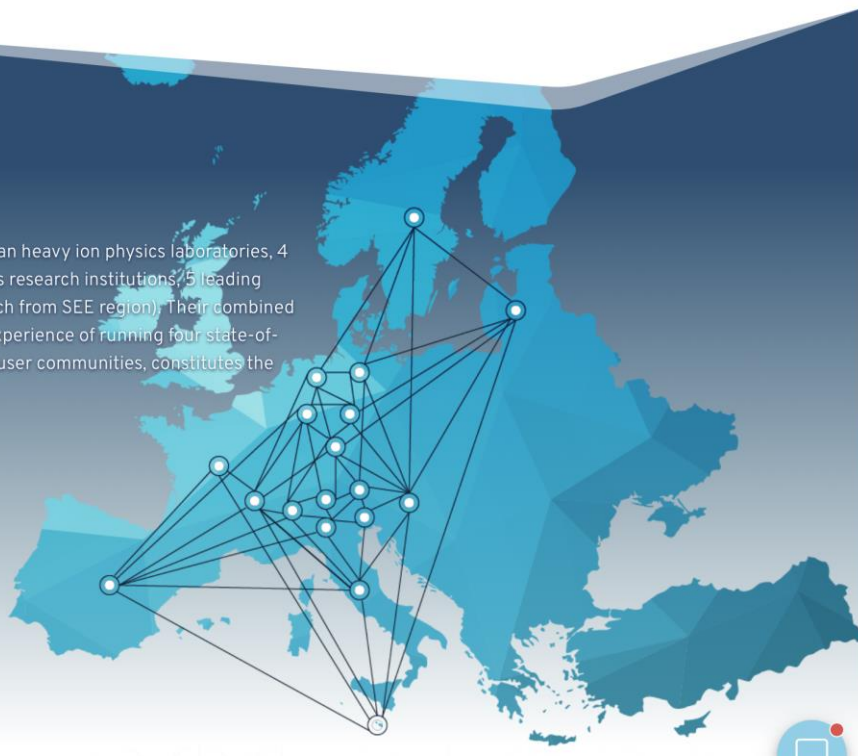 an heavy ion physics laboratories, 4
s research institutions, 5 leading
ch from SEE region). Their combined
xperience of running four state-of-
user communities, constitutes the